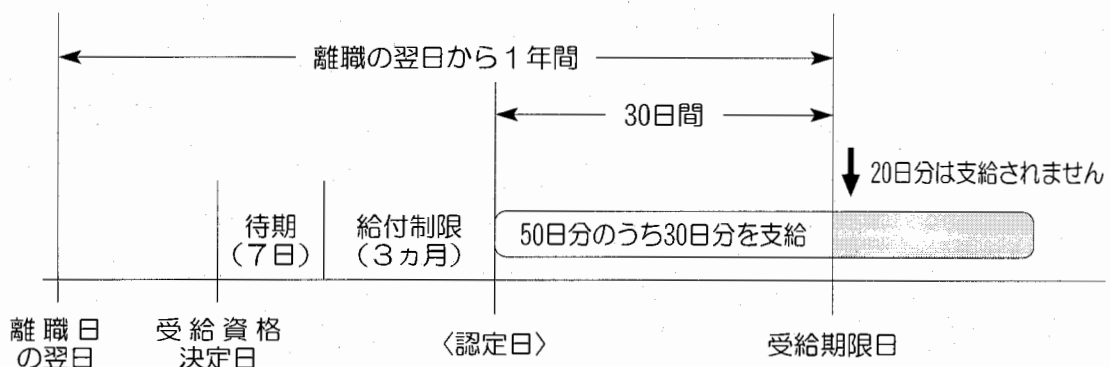 離職の翌日から1年間
30日間
20日分は支給されません
待期
(7日)
給付制限
(3ヵ月)
50日分のうち30日分を支給
離職日
の翌日
受給資格
決定日
〈認定日〉
受給期限日